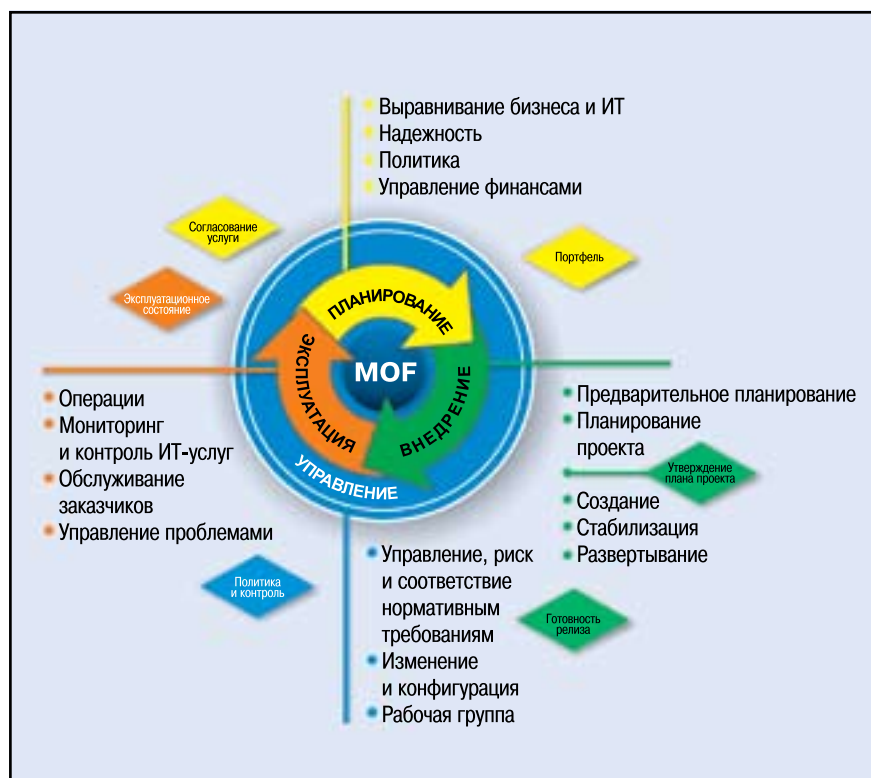 Выравнивание бизнеса и ИТ
Надежность
Политика
Управление финансами
Согласование
услуги
Портфель
Эксплуатационное
состояние
ПЛАНИРОВАНИЕ
ЭКСПЛУАТАЦИЯ
MOF
ВНЕДРЕНИЕ
УПРАВЛЕНИЕ
Операции
Мониторинг
и контроль ИТ-услуг
Обслуживание
заказчиков
Управление проблемами
Предварительное планирование
Планирование
проекта
Утверждение
плана проекта
Создание
Стабилизация
Развертывание
Политика
и контроль
Управление, риск
и соответствие
нормативным
требованиям
Изменение
и конфигурация
Рабочая группа
Готовность
релиза